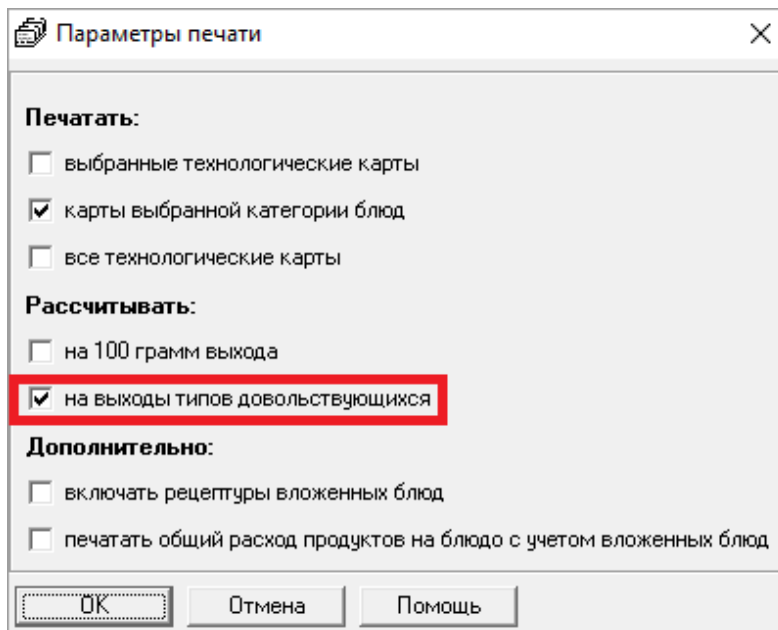 Параметры печати
Печатать:
выбранные технологические карты
карты выбранной категории блюд
все технологические карты
Рассчитывать:
на 100 грамм выхода
на выходы типов довольствующихся
Дополнительно:
включать рецептуры вложенных блюд
печатать общий расход продуктов на блюдо с учетом вложенных блюд
ОК Отмена Помощь